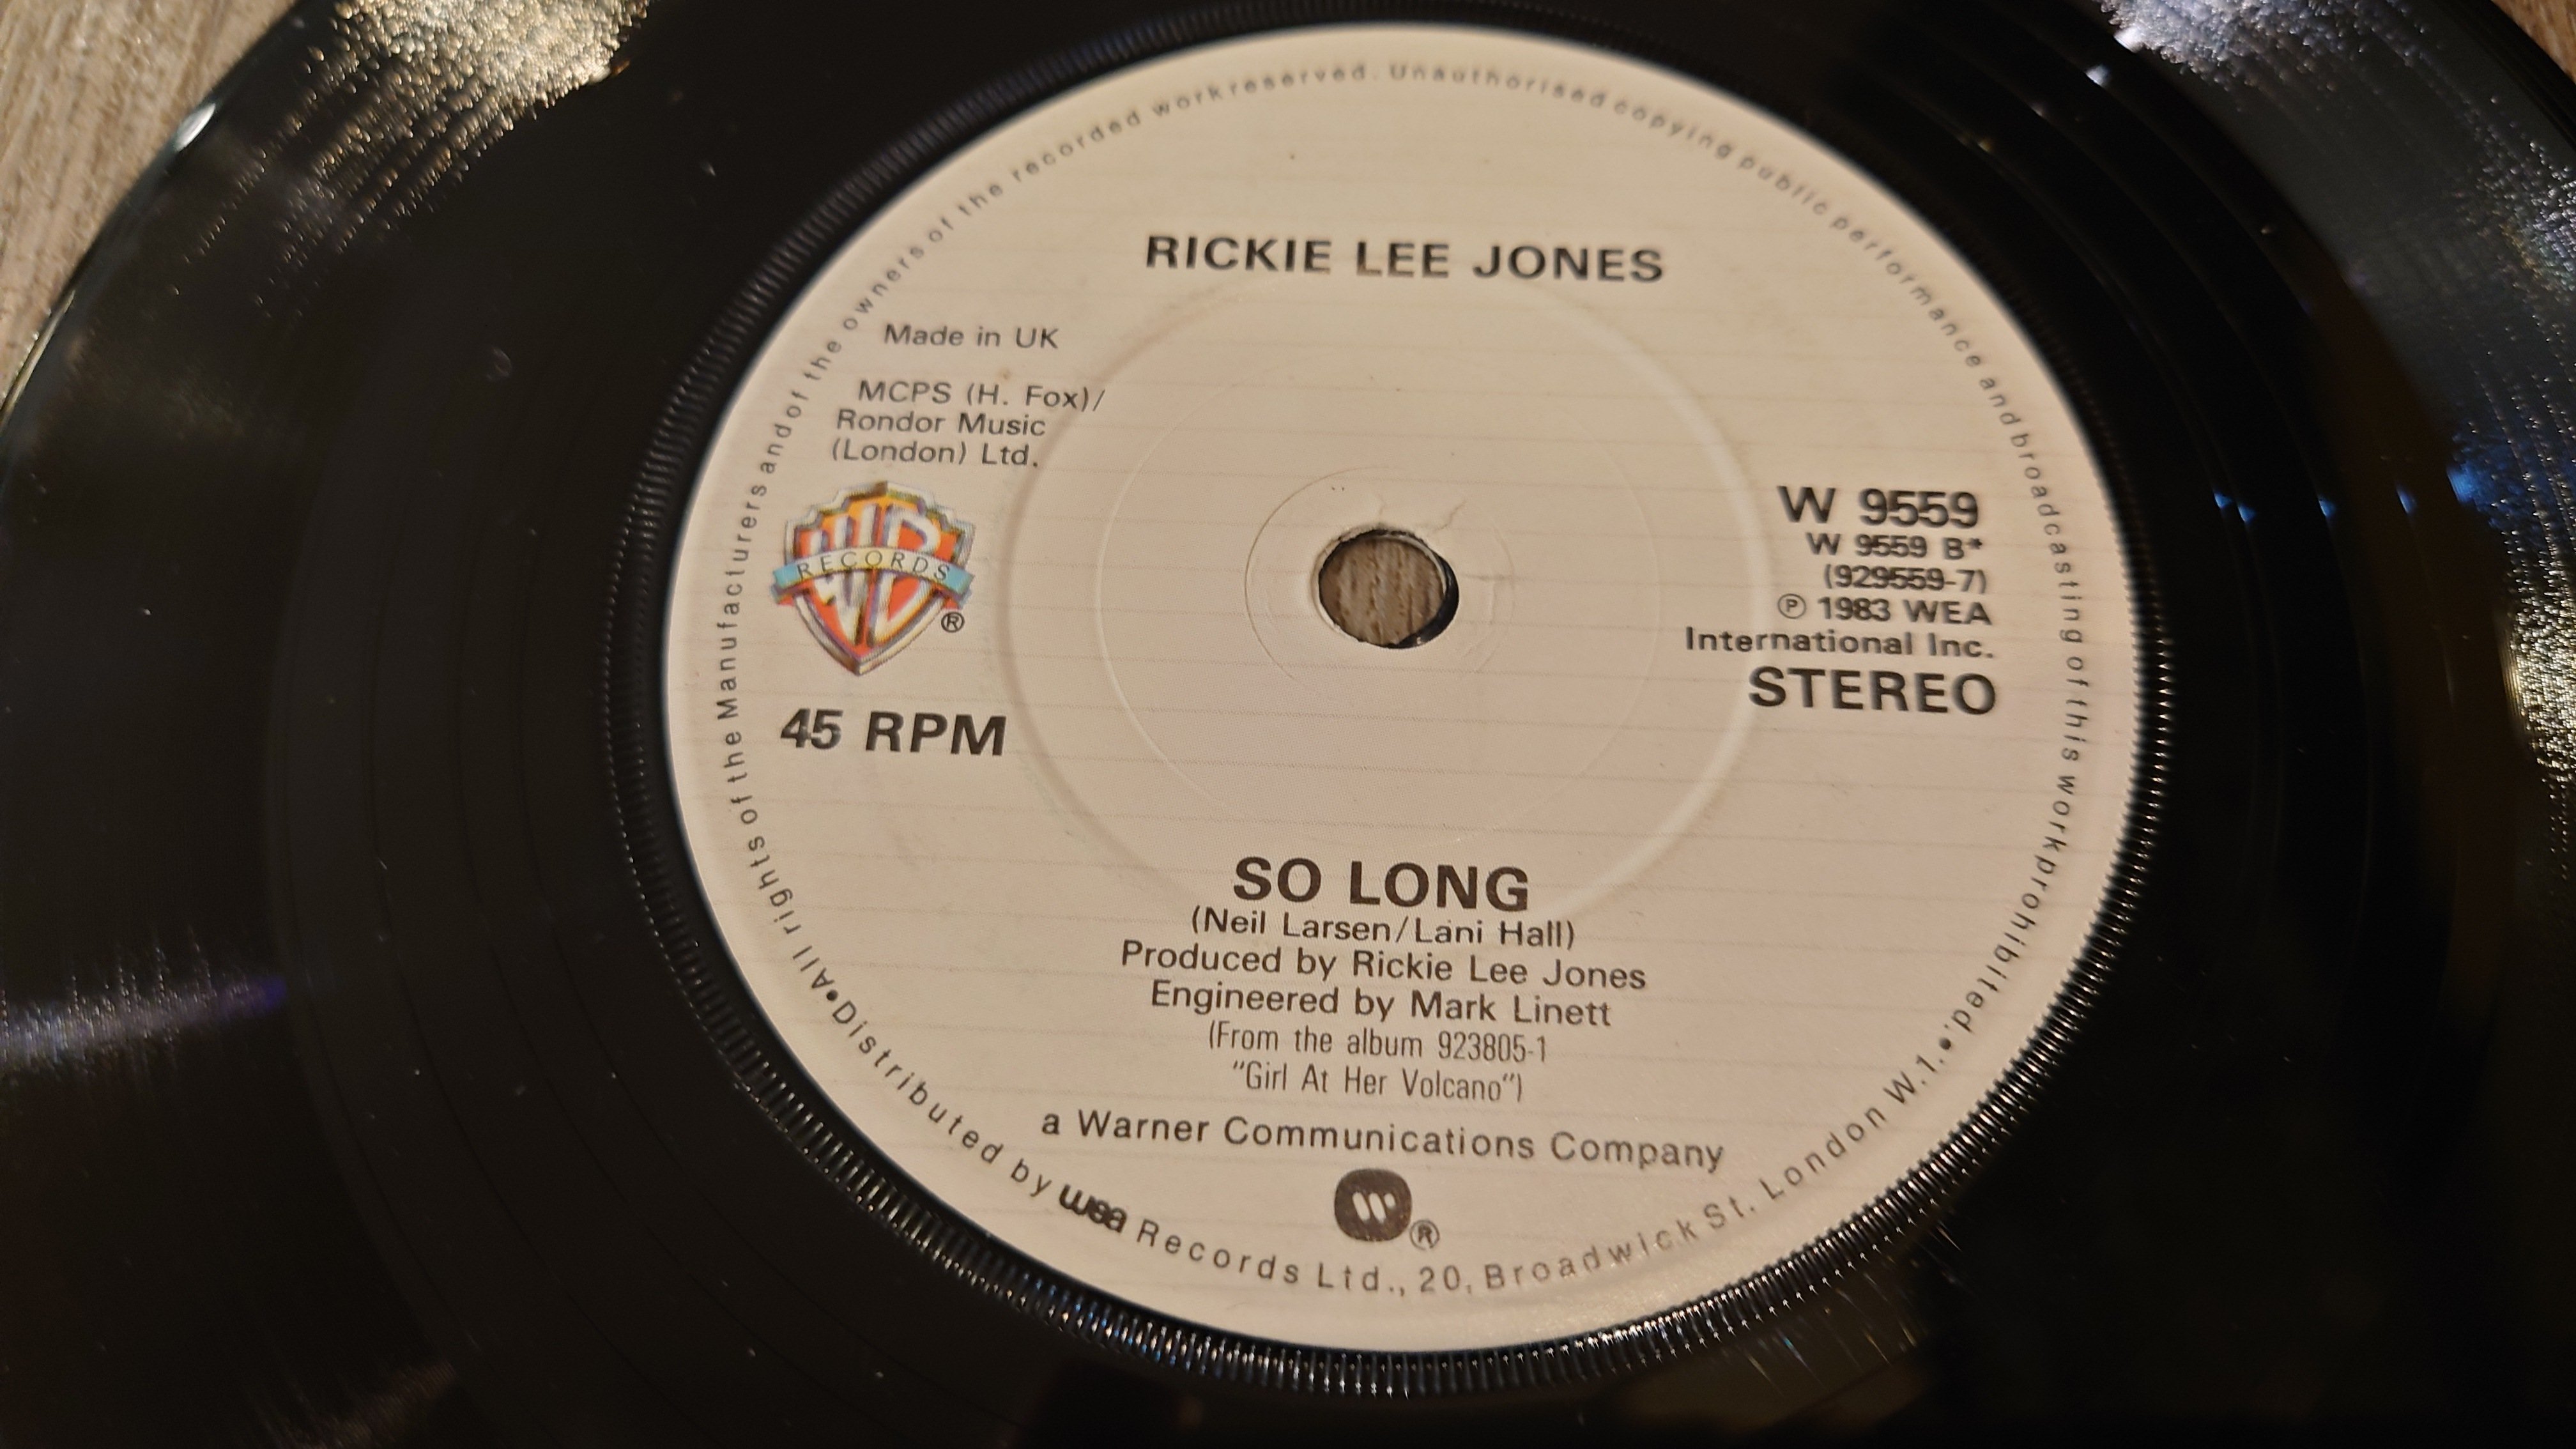 RICKIE LEE JONES
Made in UK
MCPS (H. Fox)/
Rondor Music
(London) Ltd.
WB
RECORDS
®
45 RPM
W 9559
W 9559 B*
(929559-7)
℗ 1983 WEA
International Inc.
STEREO
SO LONG
(Neil Larsen/Lani Hall)
Produced by Rickie Lee Jones
Engineered by Mark Linett
(From the album 923805-1
"Girl At Her Volcano")
a Warner Communications Company
W ®
All rights of the Manufacturers and of the owners of the recorded work reserved. Unauthorised copying public performance and broadcasting of this work prohibited.
•Distributed by wea Records Ltd., 20, Broadwick St. London W.1.•